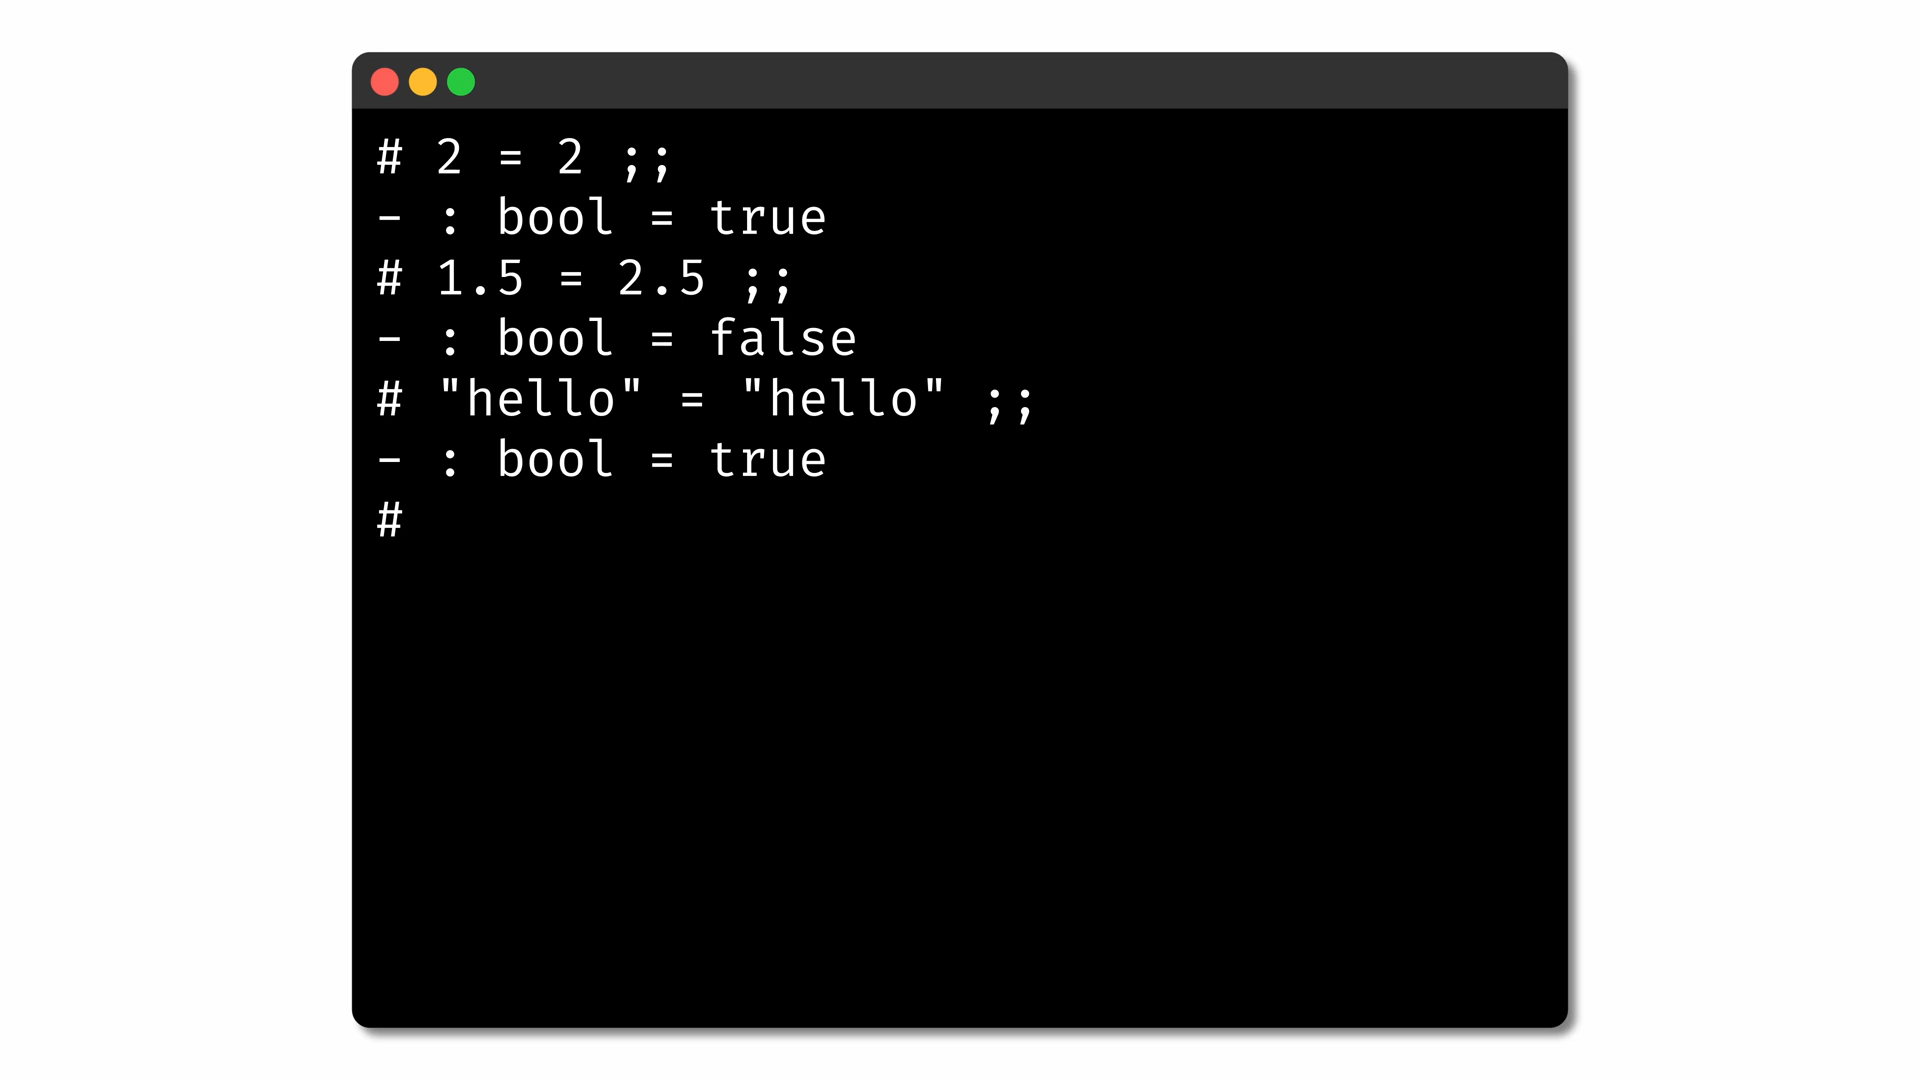 # 2 = 2 ;;
- : bool = true
# 1.5 = 2.5 ;;
- : bool = false
# "hello" = "hello" ;;
- : bool = true
#